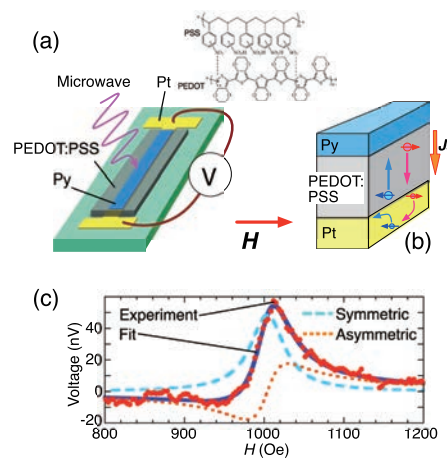 (a)
PSS
PEDOT
Microwave
Pt
PEDOT:PSS
Py
V
H
Py
PEDOT:
PSS
Pt
J
(b)
(c)
Experiment
Fit
Symmetric
Asymmetric
Voltage (nV)
40
20
0
-20
800
900
1000
1100
1200
H (Oe)